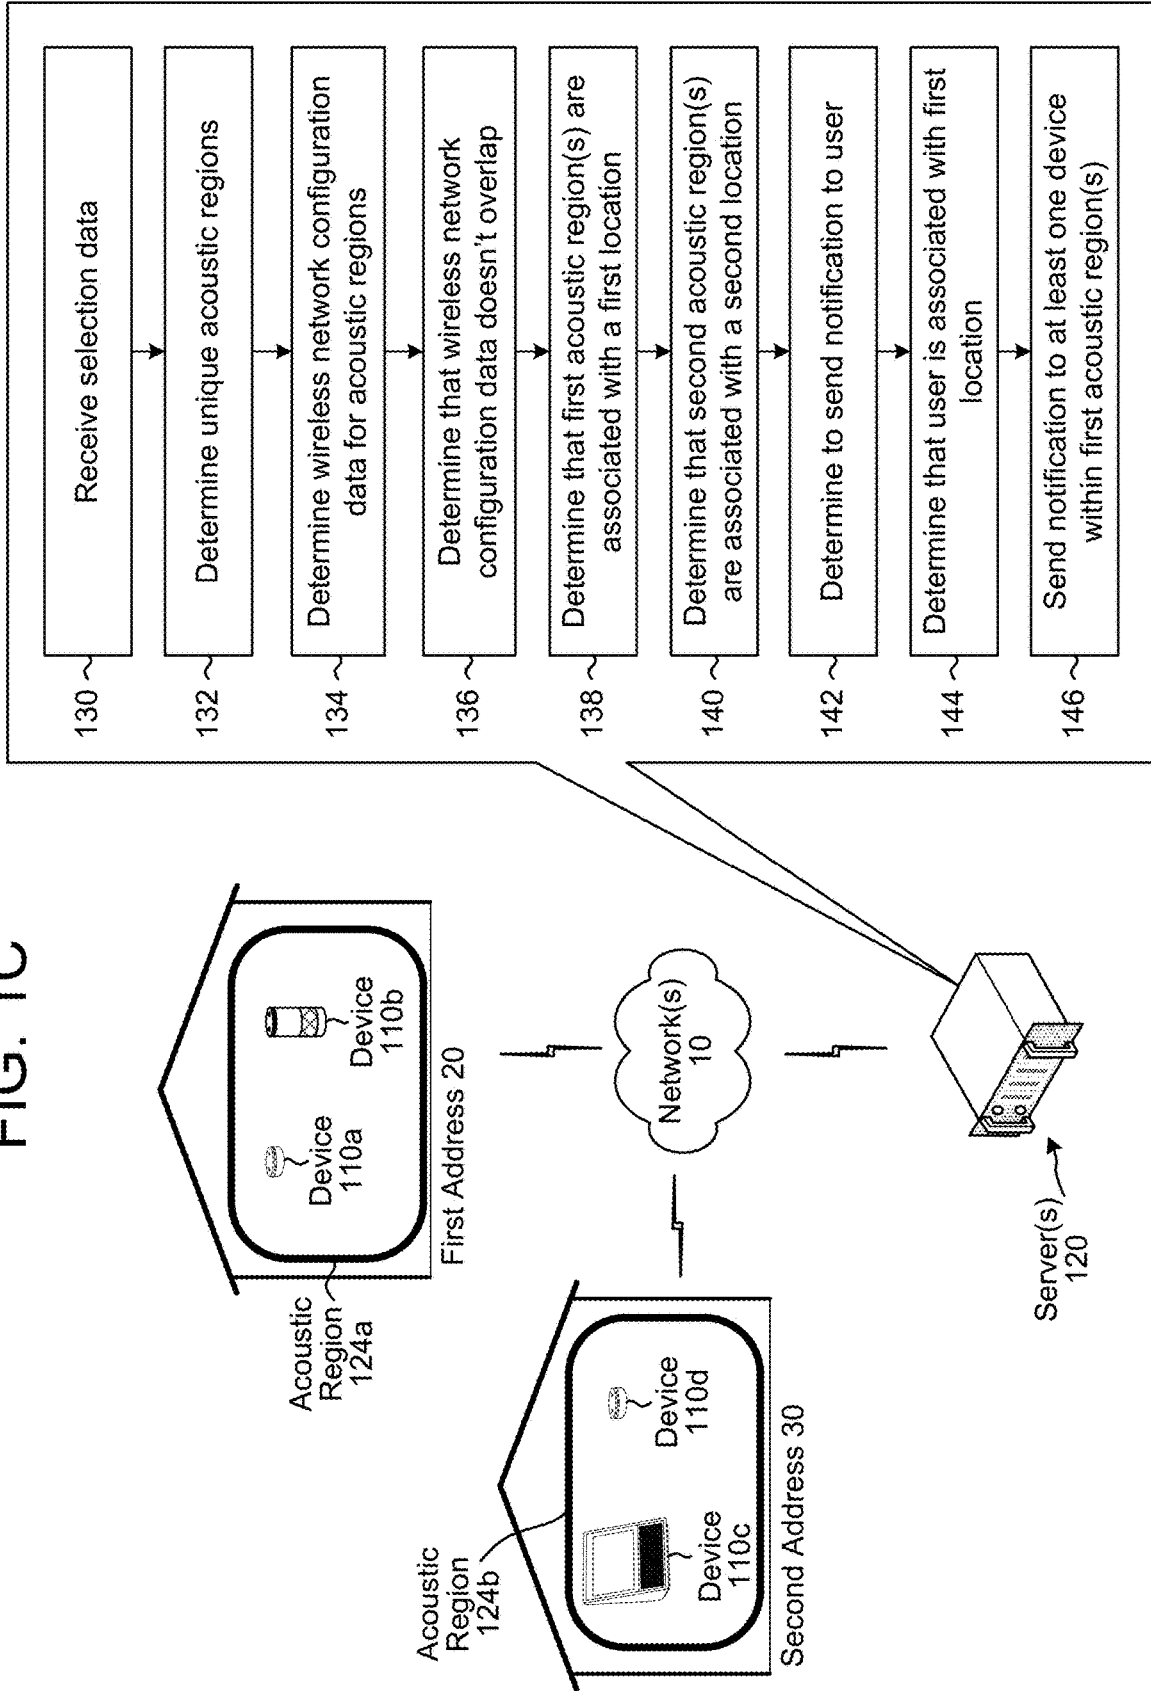 FIG. 1C
Acoustic
Region
124a
Device
110a
Device
110b
First Address 20
Acoustic
Region
124b
Device
110c
Device
110d
Second Address 30
Network(s)
10
Server(s)
120
130
Receive selection data
132
Determine unique acoustic regions
134
Determine wireless network configuration
data for acoustic regions
136
Determine that wireless network
configuration data doesn't overlap
138
Determine that first acoustic region(s) are
associated with a first location
140
Determine that second acoustic region(s)
are associated with a second location
142
Determine to send notification to user
144
Determine that user is associated with first
location
146
Send notification to at least one device
within first acoustic region(s)